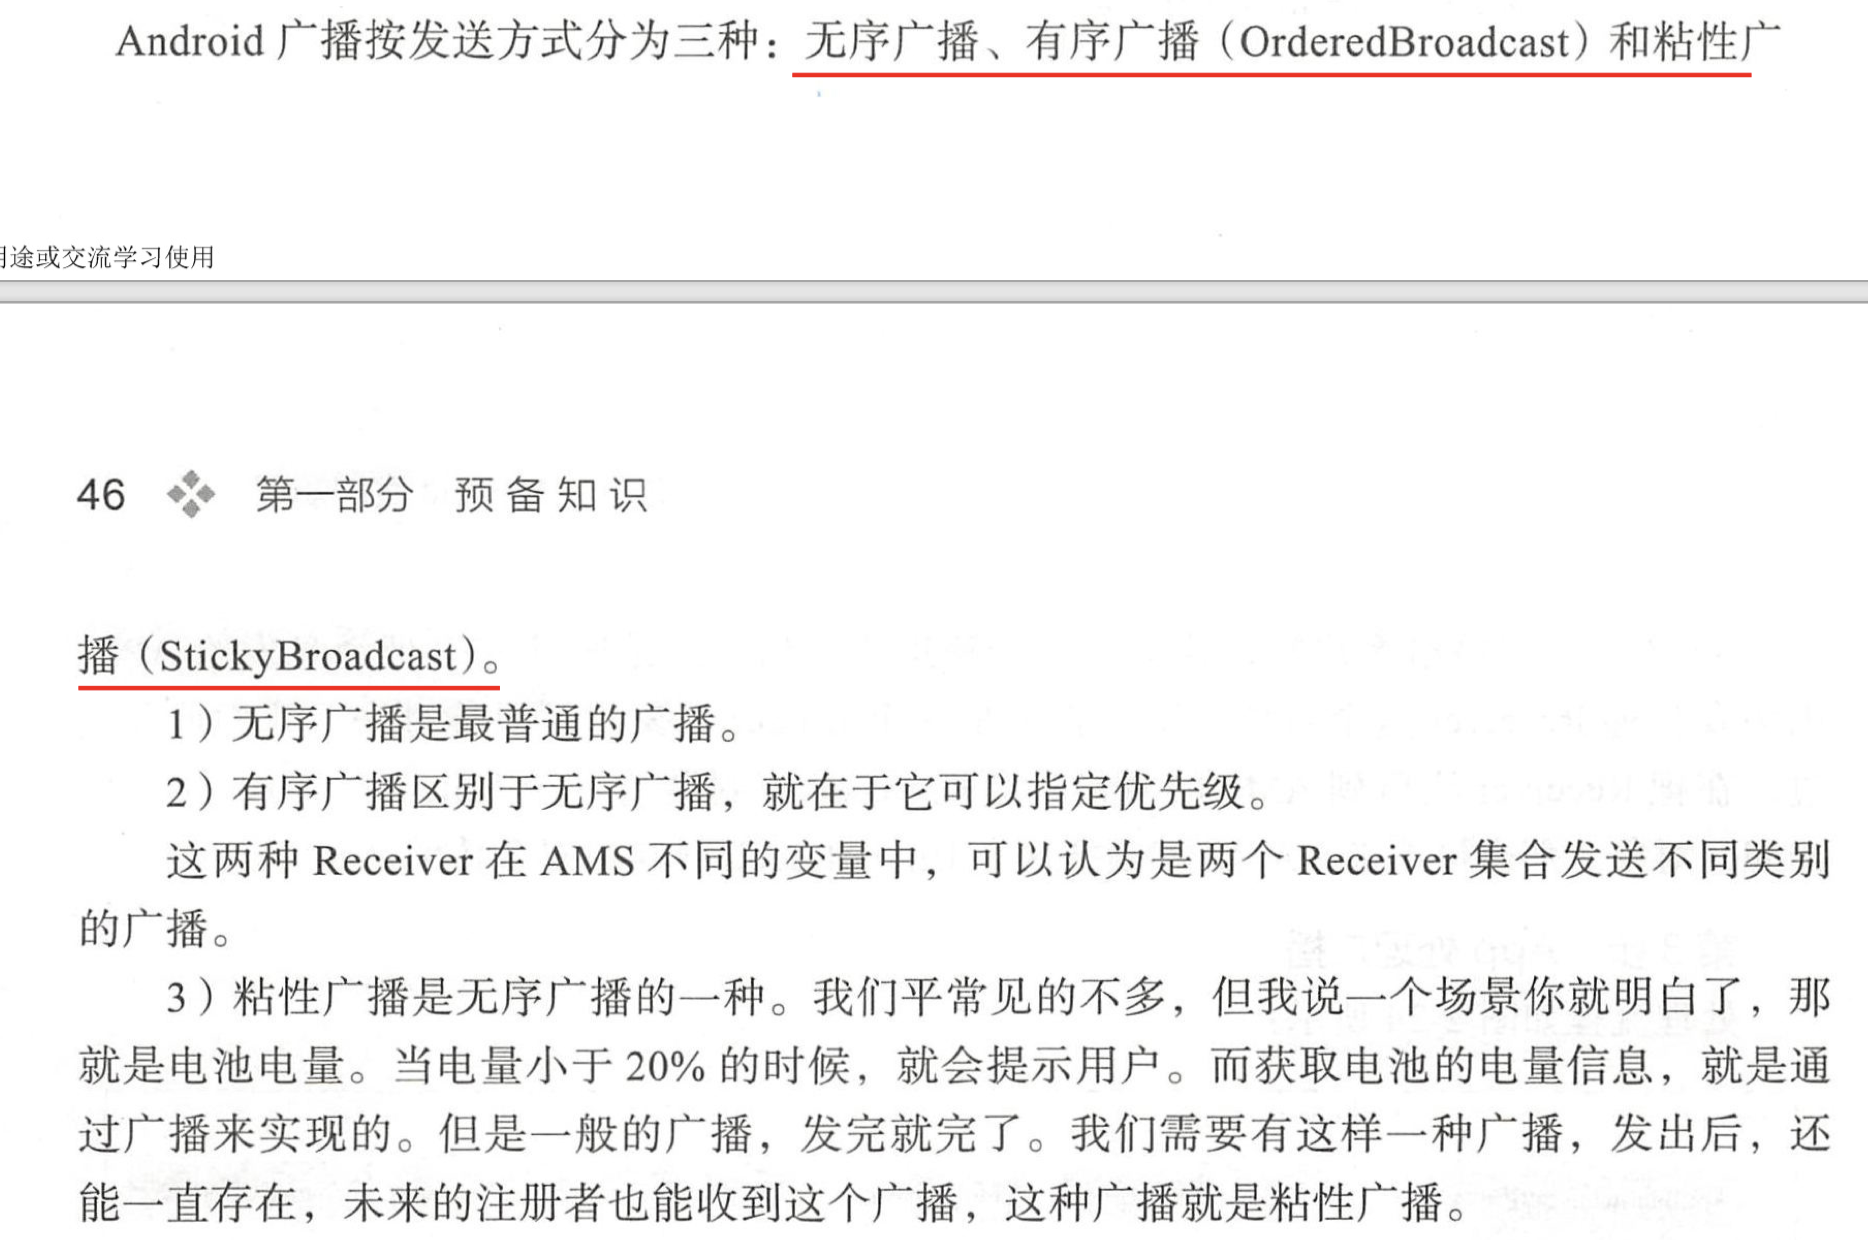 Android 广播按发送方式分为三种：无序广播、有序广播（OrderedBroadcast）和粘性广
用途或交流学习使用
46 第一部分 预备知识
播（StickyBroadcast）。
1）无序广播是最普通的广播。
2）有序广播区别于无序广播，就在于它可以指定优先级。
这两种 Receiver 在 AMS 不同的变量中，可以认为是两个 Receiver 集合发送不同类别
的广播。
3）粘性广播是无序广播的一种。我们平常见的不多，但我说一个场景你就明白了，那
就是电池电量。当电量小于 20% 的时候，就会提示用户。而获取电池的电量信息，就是通
过广播来实现的。但是一般的广播，发完就完了。我们需要有这样一种广播，发出后，还
能一直存在，未来的注册者也能收到这个广播，这种广播就是粘性广播。